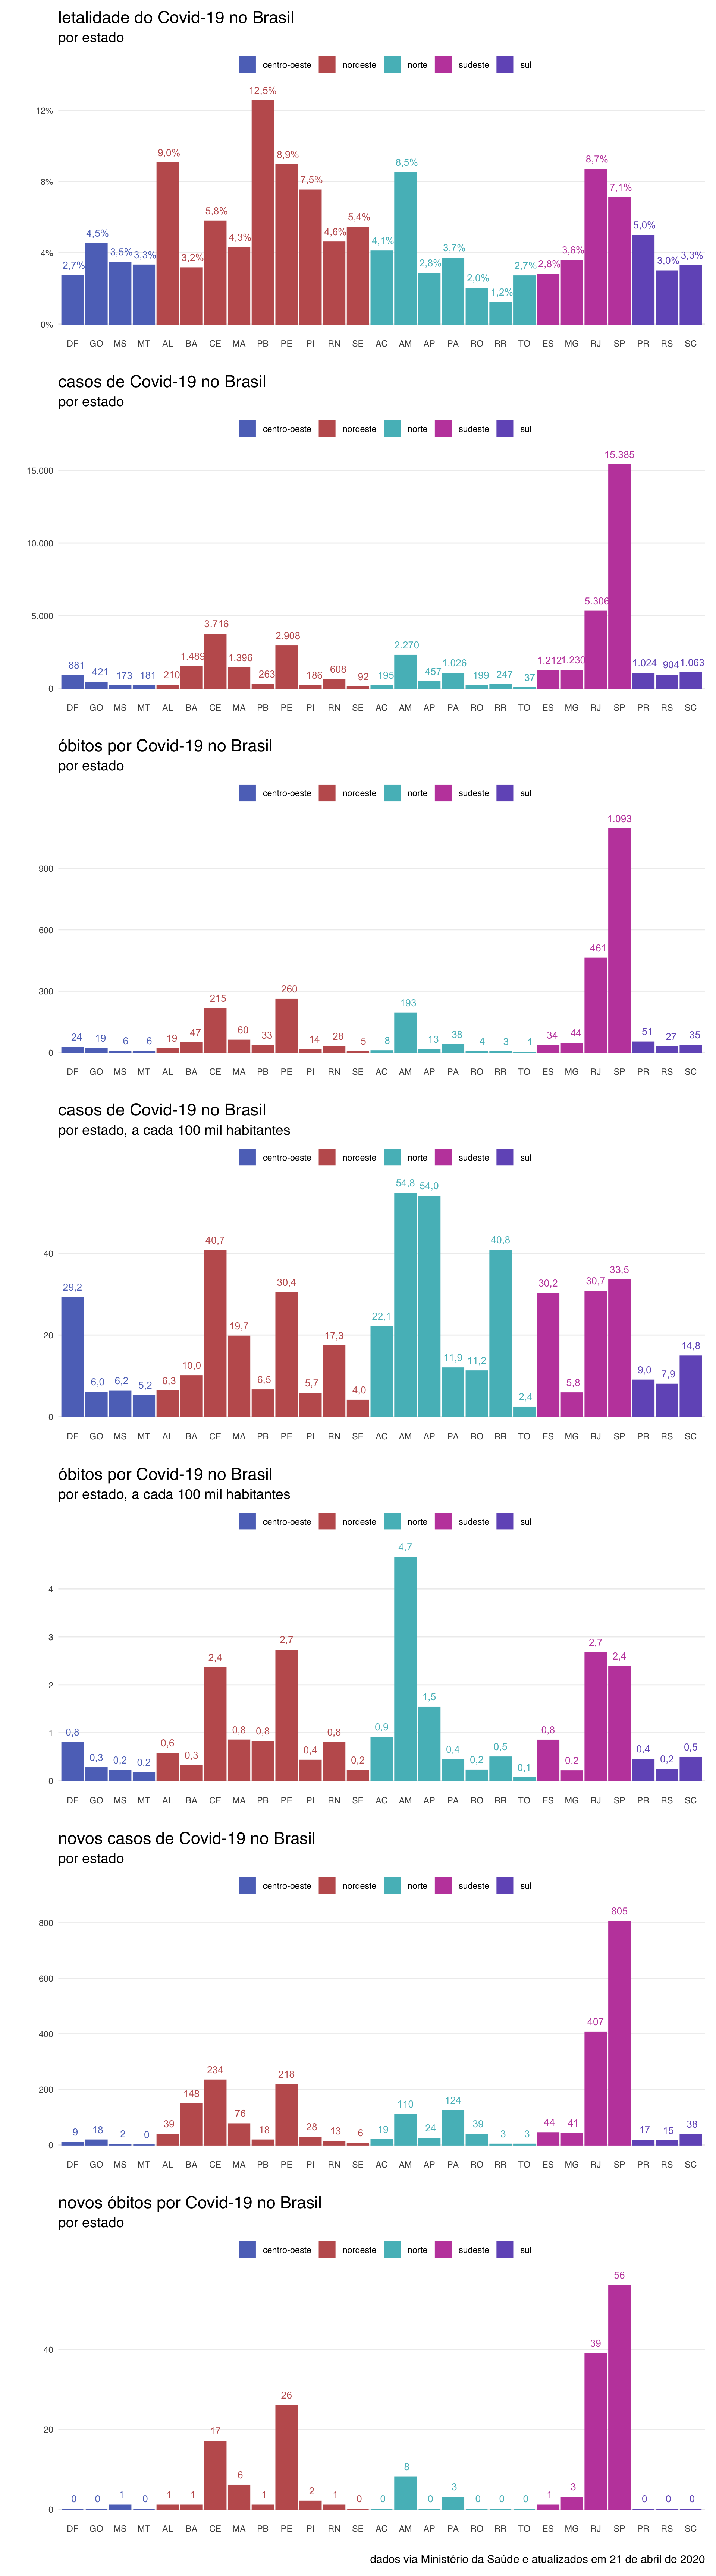 letalidade do Covid-19 no Brasil
por estado
centro-oeste nordeste norte sudeste sul
12%
8%
4%
0%
2,7% 4,5% 3,5% 3,3% 9,0% 3,2% 5,8% 4,3% 12,5% 8,9% 7,5% 4,6% 5,4% 4,1% 8,5% 2,8% 3,7% 2,0% 1,2% 2,7% 2,8% 3,6% 8,7% 7,1% 5,0% 3,0% 3,3%
DF GO MS MT AL BA CE MA PB PE PI RN SE AC AM AP PA RO RR TO ES MG RJ SP PR RS SC
casos de Covid-19 no Brasil
por estado
centro-oeste nordeste norte sudeste sul
15.000
10.000
5.000
0
881 421 173 181 210 1.489 3.716 1.396 263 2.908 186 608 92 195 2.270 457 1.026 199 247 37 1.212 1.230 5.306 15.385 1.024 904 1.063
DF GO MS MT AL BA CE MA PB PE PI RN SE AC AM AP PA RO RR TO ES MG RJ SP PR RS SC
óbitos por Covid-19 no Brasil
por estado
centro-oeste nordeste norte sudeste sul
900
600
300
0
24 19 6 6 19 47 215 60 33 260 14 28 5 8 193 13 38 4 3 1 34 44 461 1.093 51 27 35
DF GO MS MT AL BA CE MA PB PE PI RN SE AC AM AP PA RO RR TO ES MG RJ SP PR RS SC
casos de Covid-19 no Brasil
por estado, a cada 100 mil habitantes
centro-oeste nordeste norte sudeste sul
40
20
0
29,2 6,0 6,2 5,2 6,3 10,0 40,7 19,7 6,5 30,4 5,7 17,3 4,0 22,1 54,8 54,0 11,9 11,2 40,8 2,4 30,2 5,8 30,7 33,5 9,0 7,9 14,8
DF GO MS MT AL BA CE MA PB PE PI RN SE AC AM AP PA RO RR TO ES MG RJ SP PR RS SC
óbitos por Covid-19 no Brasil
por estado, a cada 100 mil habitantes
centro-oeste nordeste norte sudeste sul
4
3
2
1
0
0,8 0,3 0,2 0,2 0,6 0,3 2,4 0,8 0,8 2,7 0,4 0,8 0,2 0,9 4,7 1,5 0,4 0,2 0,5 0,1 0,8 0,2 2,7 2,4 0,4 0,2 0,5
DF GO MS MT AL BA CE MA PB PE PI RN SE AC AM AP PA RO RR TO ES MG RJ SP PR RS SC
novos casos de Covid-19 no Brasil
por estado
centro-oeste nordeste norte sudeste sul
800
600
400
200
0
9 18 2 0 39 148 234 76 18 218 28 13 6 19 110 24 124 39 3 3 44 41 407 805 17 15 38
DF GO MS MT AL BA CE MA PB PE PI RN SE AC AM AP PA RO RR TO ES MG RJ SP PR RS SC
novos óbitos por Covid-19 no Brasil
por estado
centro-oeste nordeste norte sudeste sul
40
20
0
0 0 1 0 1 1 17 6 1 26 2 1 0 0 8 0 3 0 0 0 1 3 39 56 0 0 0
DF GO MS MT AL BA CE MA PB PE PI RN SE AC AM AP PA RO RR TO ES MG RJ SP PR RS SC
dados via Ministério da Saúde e atualizados em 21 de abril de 2020